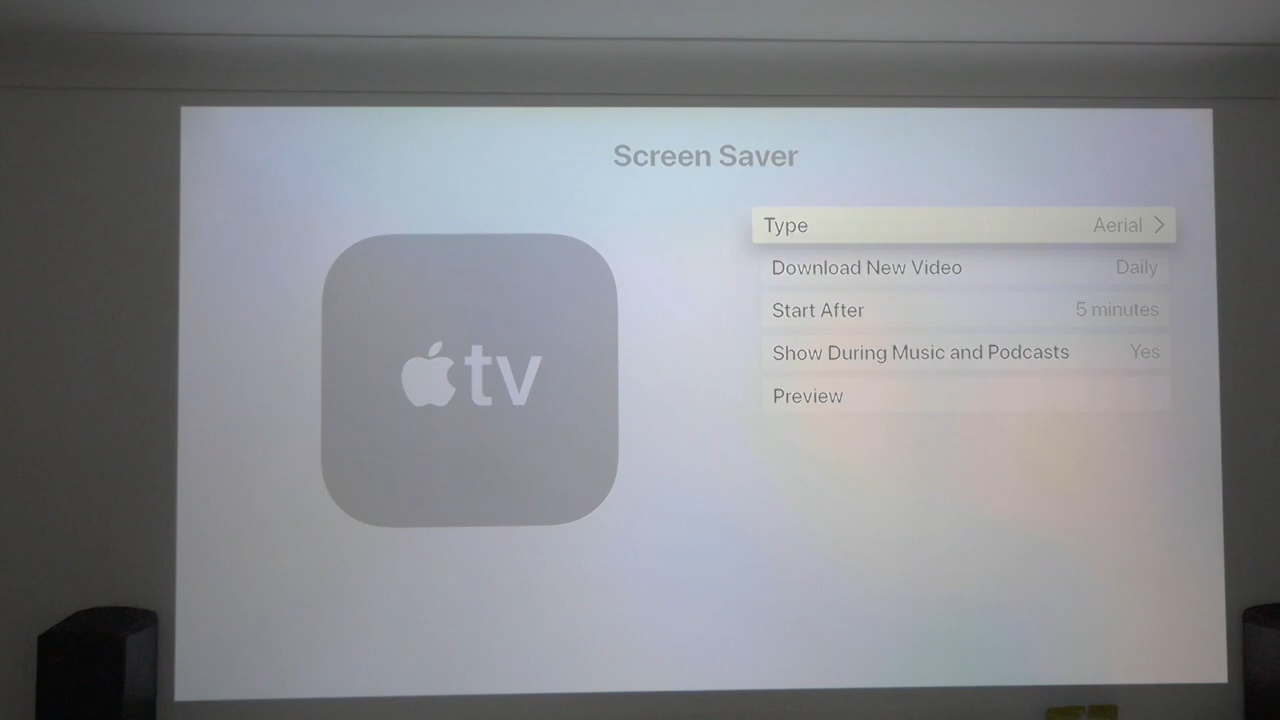 Screen Saver
Type Aerial
Download New Video Daily
Start After 5 minutes
Show During Music and Podcasts Yes
Preview
tv